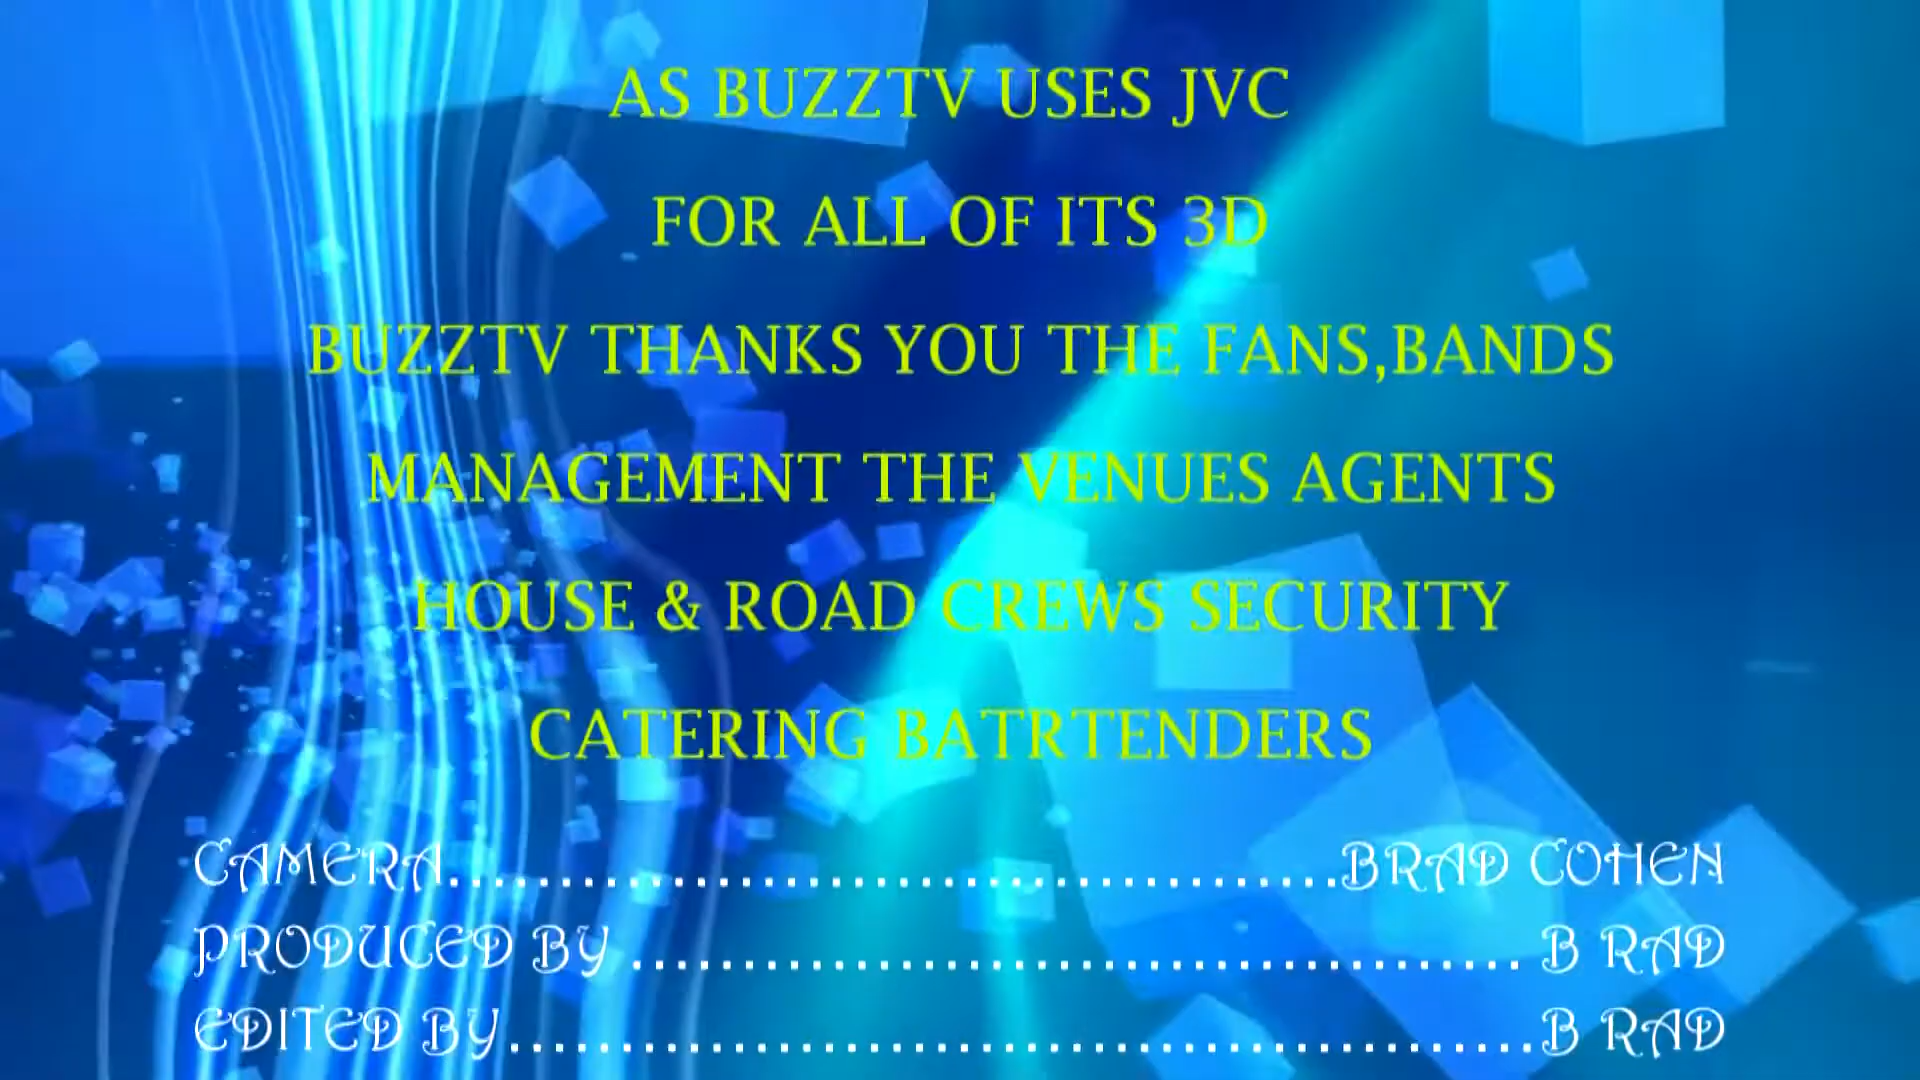 AS BUZZTV USES JVC
FOR ALL OF ITS 3D
BUZZTV THANKS YOU THE FANS,BANDS
MANAGEMENT THE VENUES AGENTS
HOUSE & ROAD CREWS SECURITY
CATERING BATRTENDERS
CAMERA............................................BRAD COHEN
PRODUCED BY ............................................ B RAD
EDITED BY...................................................B RAD